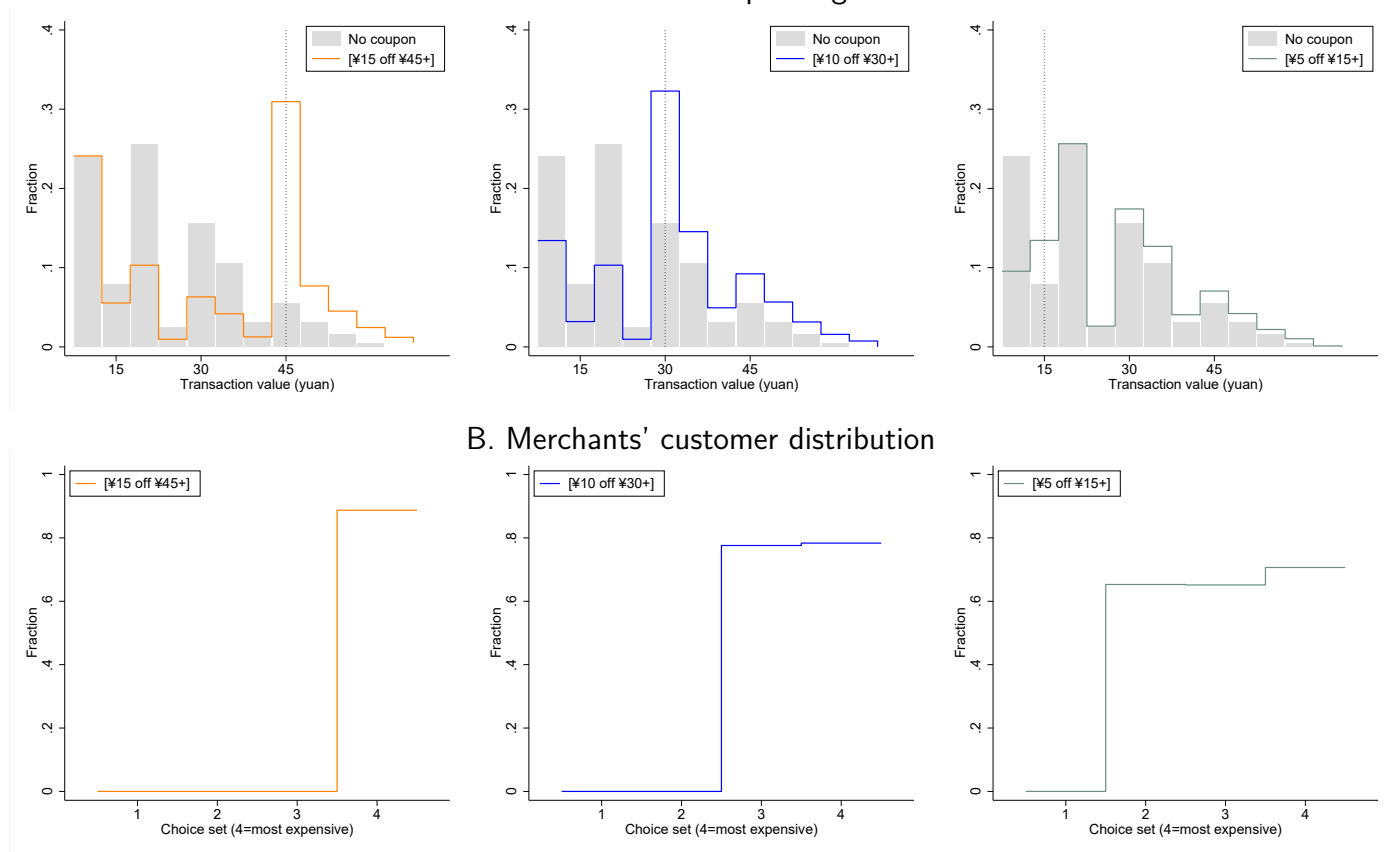 .4
.3
.2
.1
0
Fraction
No coupon
[¥15 off ¥45+]
15 30 45
Transaction value (yuan)
.4
.3
.2
.1
0
Fraction
No coupon
[¥10 off ¥30+]
15 30 45
Transaction value (yuan)
.4
.3
.2
.1
0
Fraction
No coupon
[¥5 off ¥15+]
15 30 45
Transaction value (yuan)
B. Merchants' customer distribution
1
.8
.6
.4
.2
0
Fraction
[¥15 off ¥45+]
1 2 3 4
Choice set (4=most expensive)
1
.8
.6
.4
.2
0
Fraction
[¥10 off ¥30+]
1 2 3 4
Choice set (4=most expensive)
1
.8
.6
.4
.2
0
Fraction
[¥5 off ¥15+]
1 2 3 4
Choice set (4=most expensive)